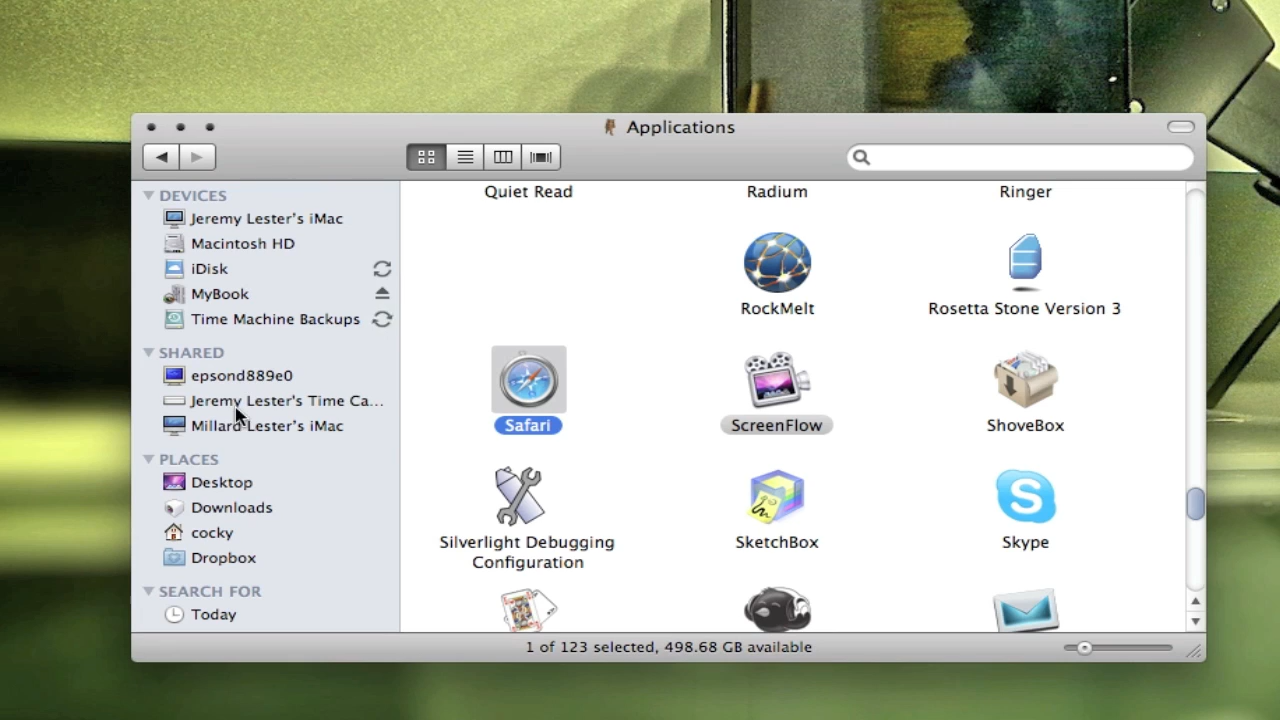 Applications
DEVICES
Jeremy Lester's iMac
Macintosh HD
iDisk
MyBook
Time Machine Backups
SHARED
epsond889e0
Jeremy Lester's Time Ca...
Millard Lester's iMac
PLACES
Desktop
Downloads
cocky
Dropbox
SEARCH FOR
Today
Quiet Read
Radium
Ringer
RockMelt
Rosetta Stone Version 3
Safari
ScreenFlow
ShoveBox
Silverlight Debugging
Configuration
SketchBox
Skype
1 of 123 selected, 498.68 GB available